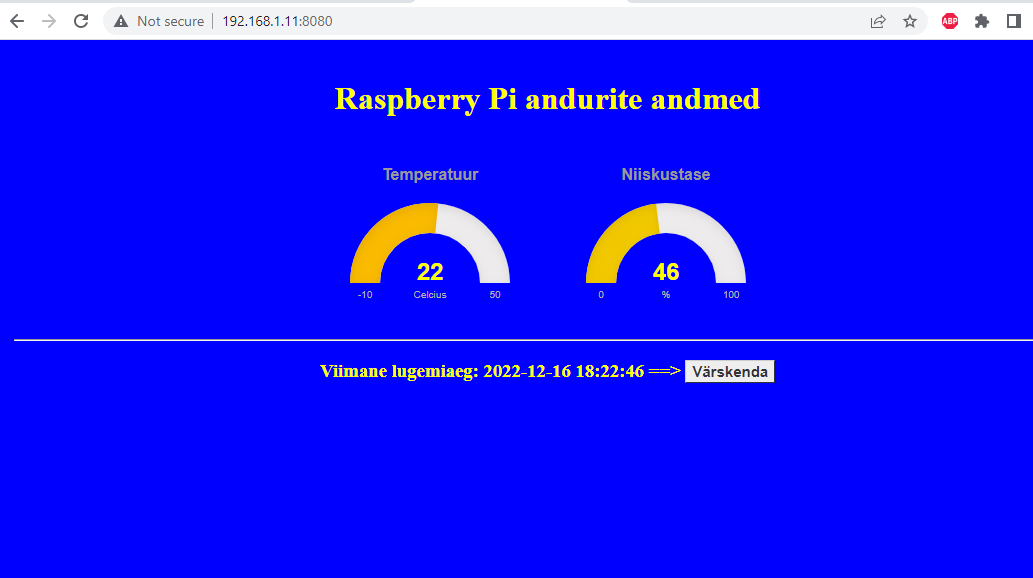 Not secure | 192.168.1.11:8080
ABP
Raspberry Pi andurite andmed
Temperatuur Niiskustase
22 46
-10 Celcius 50 0 % 100
Viimane lugemiaeg: 2022-12-16 18:22:46 ==> Värskenda